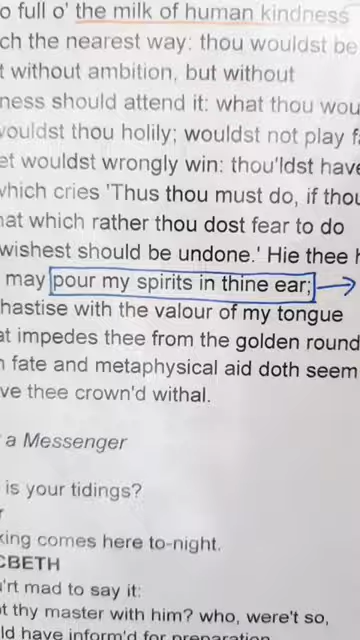 o full o' the milk of human kindness
ch the nearest way: thou wouldst be
t without ambition, but without
ness should attend it: what thou wou
ouldst thou holily; wouldst not play f
et wouldst wrongly win: thou'ldst have
which cries 'Thus thou must do, if thou
at which rather thou dost fear to do
wishest should be undone.' Hie thee h
may pour my spirits in thine ear;
hastise with the valour of my tongue
at impedes thee from the golden round
fate and metaphysical aid doth seem
ve thee crown'd withal.
a Messenger
is your tidings?
king comes here to-night.
CBETH
'rt mad to say it:
t thy master with him? who, were't so,
ld have inform'd for preparation